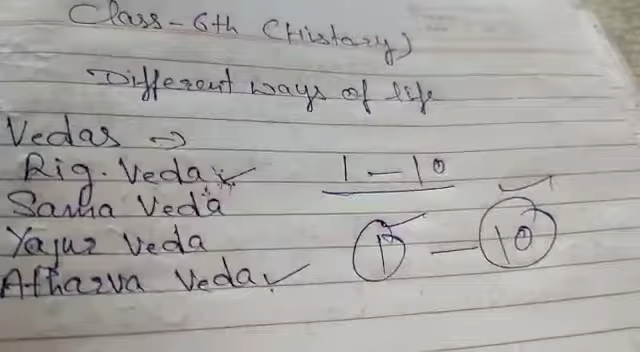 Class-6th (History)
Different ways of life
Vedas →
Rig. Veda ✓ 1 - 10
Sama Veda
Yajur Veda 1 - 10
Atharva Veda ✓